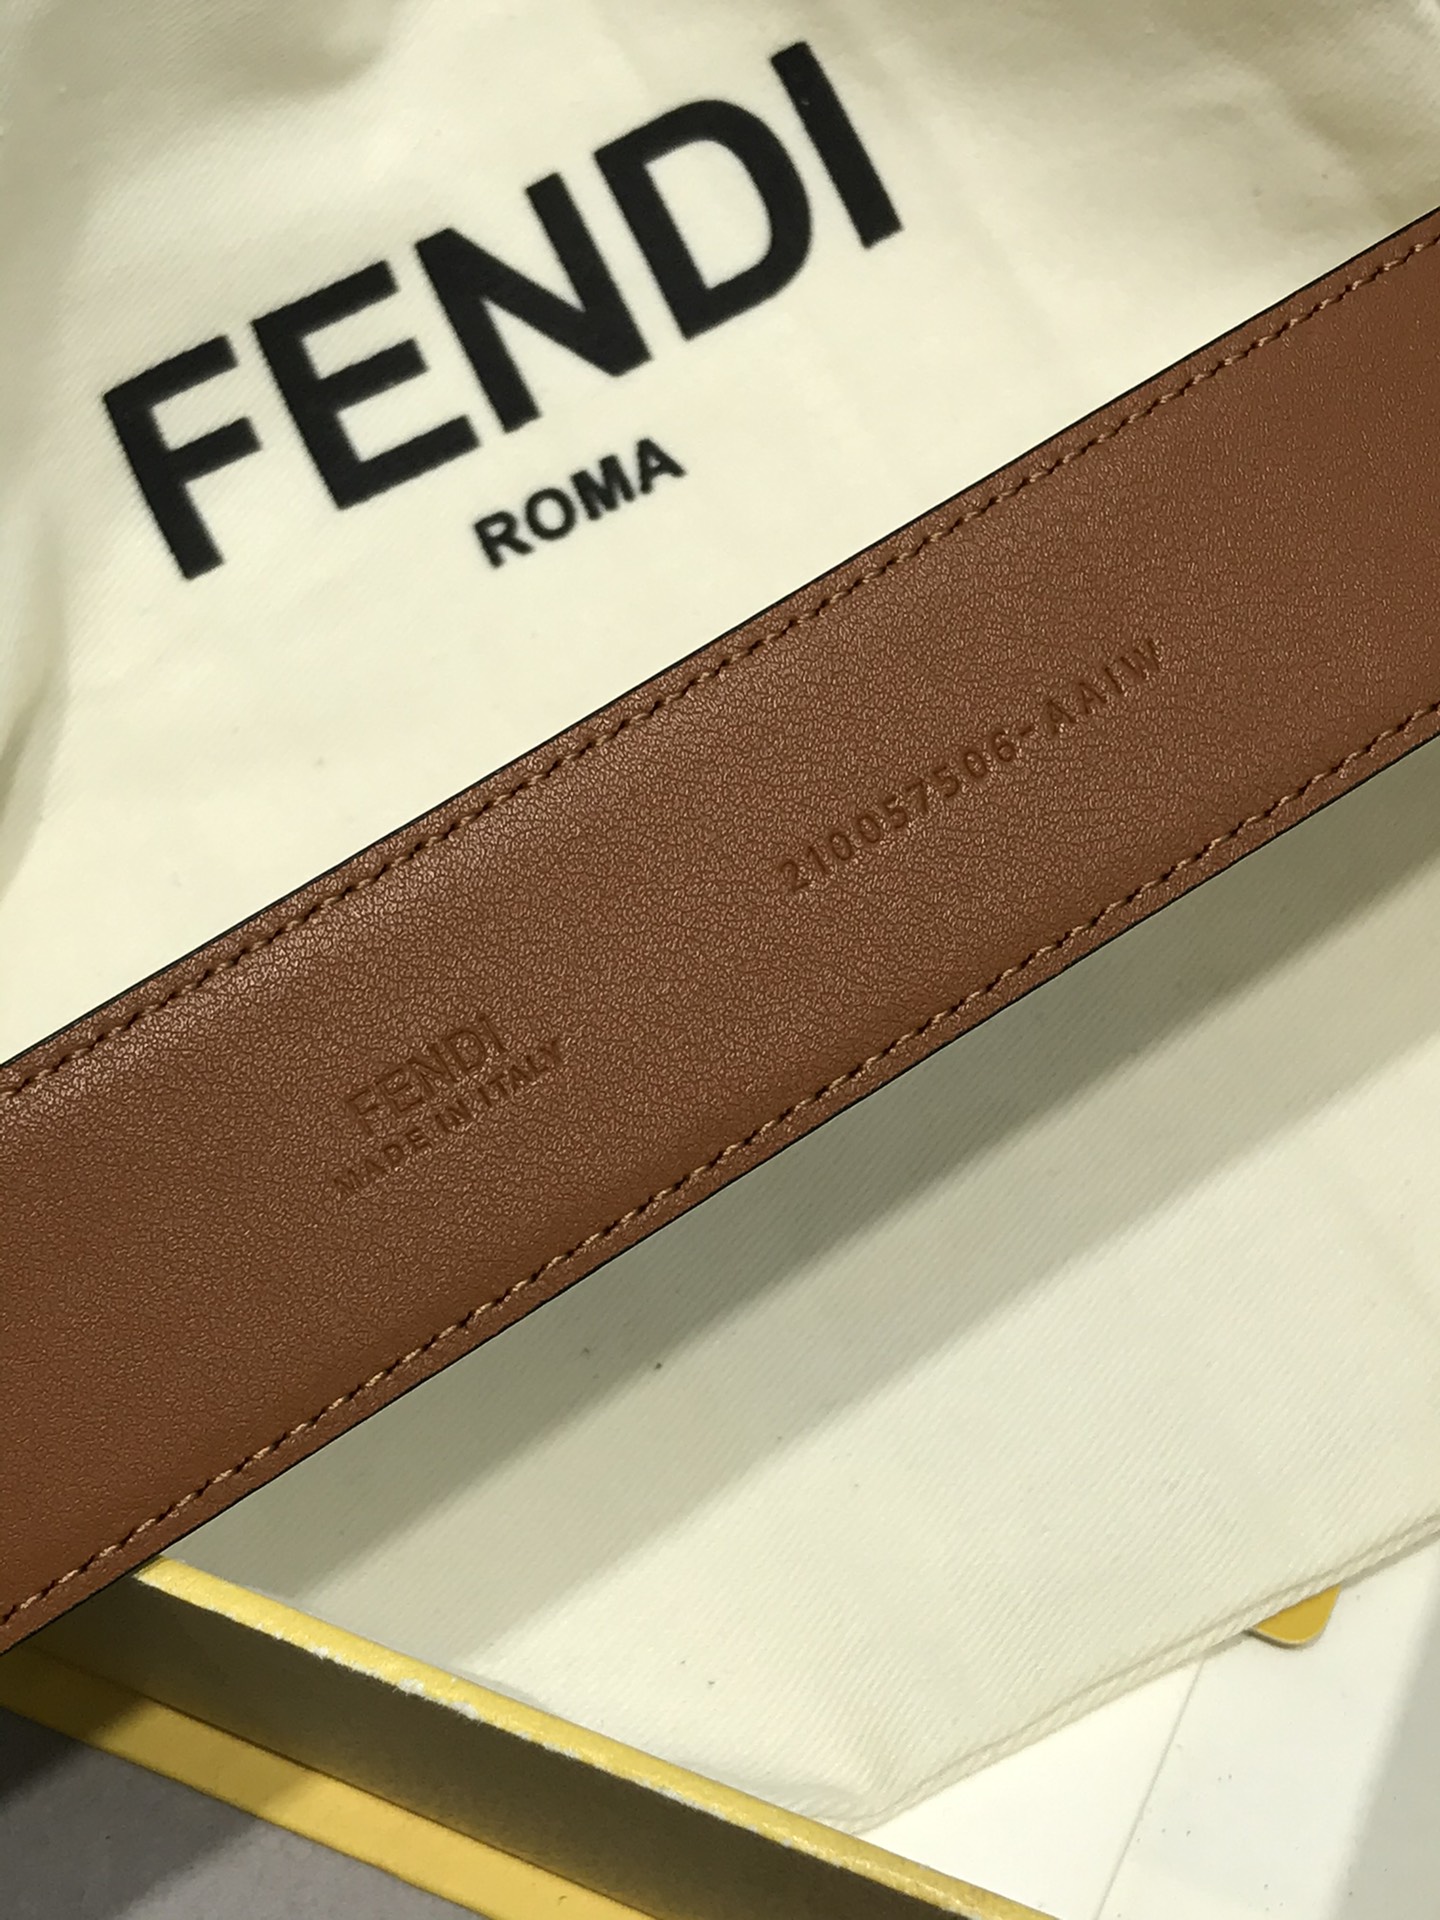 FENDI
ROMA
210057506-AAIW
FENDI
MADE IN ITALY